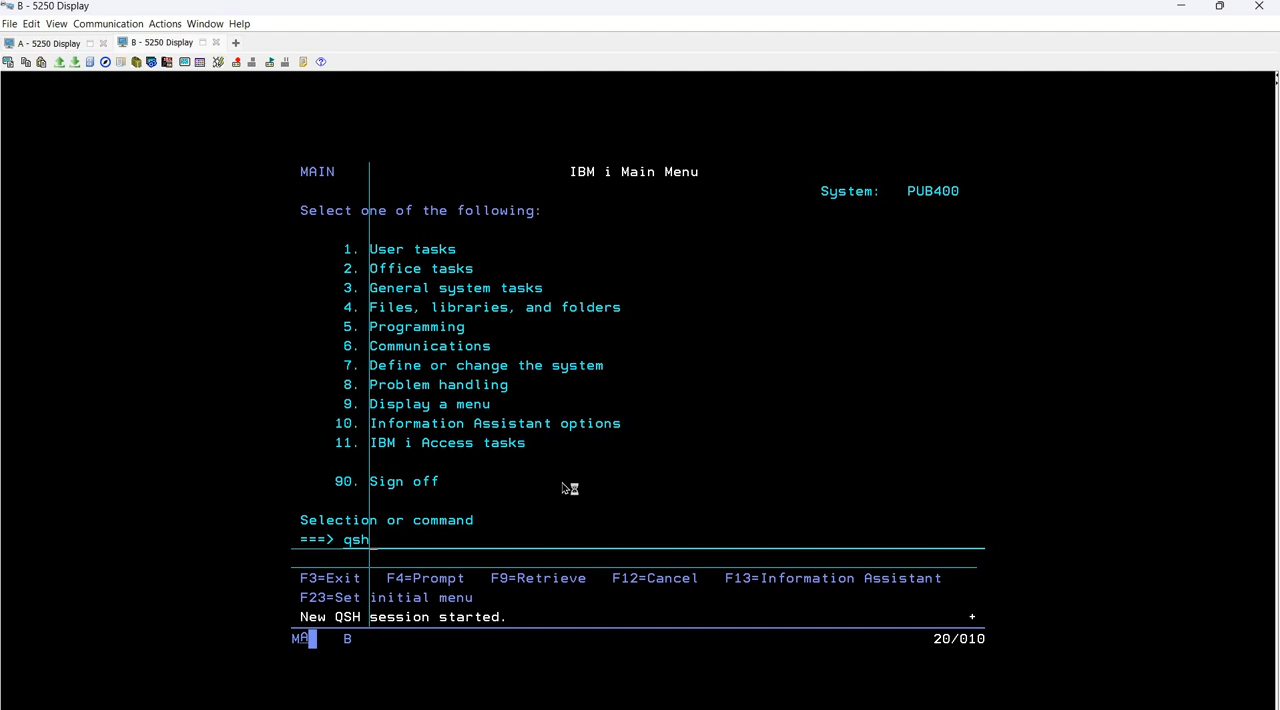 B - 5250 Display
File Edit View Communication Actions Window Help
A - 5250 Display B - 5250 Display
MAIN IBM i Main Menu
System: PUB400
Select one of the following:
1. User tasks
2. Office tasks
3. General system tasks
4. Files, libraries, and folders
5. Programming
6. Communications
7. Define or change the system
8. Problem handling
9. Display a menu
10. Information Assistant options
11. IBM i Access tasks
90. Sign off
Selection or command
===> qsh
F3=Exit F4=Prompt F9=Retrieve F12=Cancel F13=Information Assistant
F23=Set initial menu
New QSH session started. +
MA B 20/010